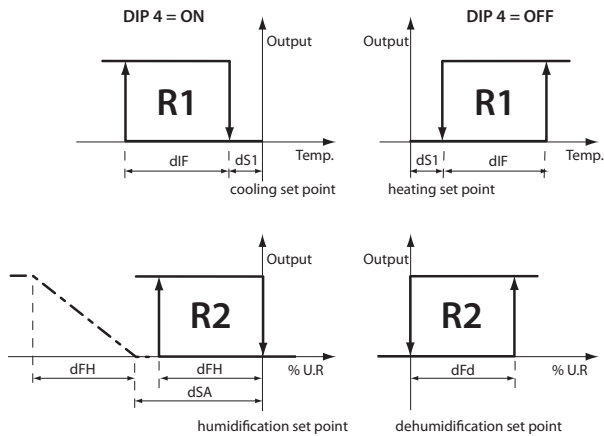 DIP 4 = ON
DIP 4 = OFF
Output
Output
R1
R1
dIF
dS1
Temp.
dS1
dIF
Temp.
cooling set point
heating set point
Output
Output
R2
R2
dFH
dFH
% U.R
dFd
% U.R
dSA
humidification set point
dehumidification set point